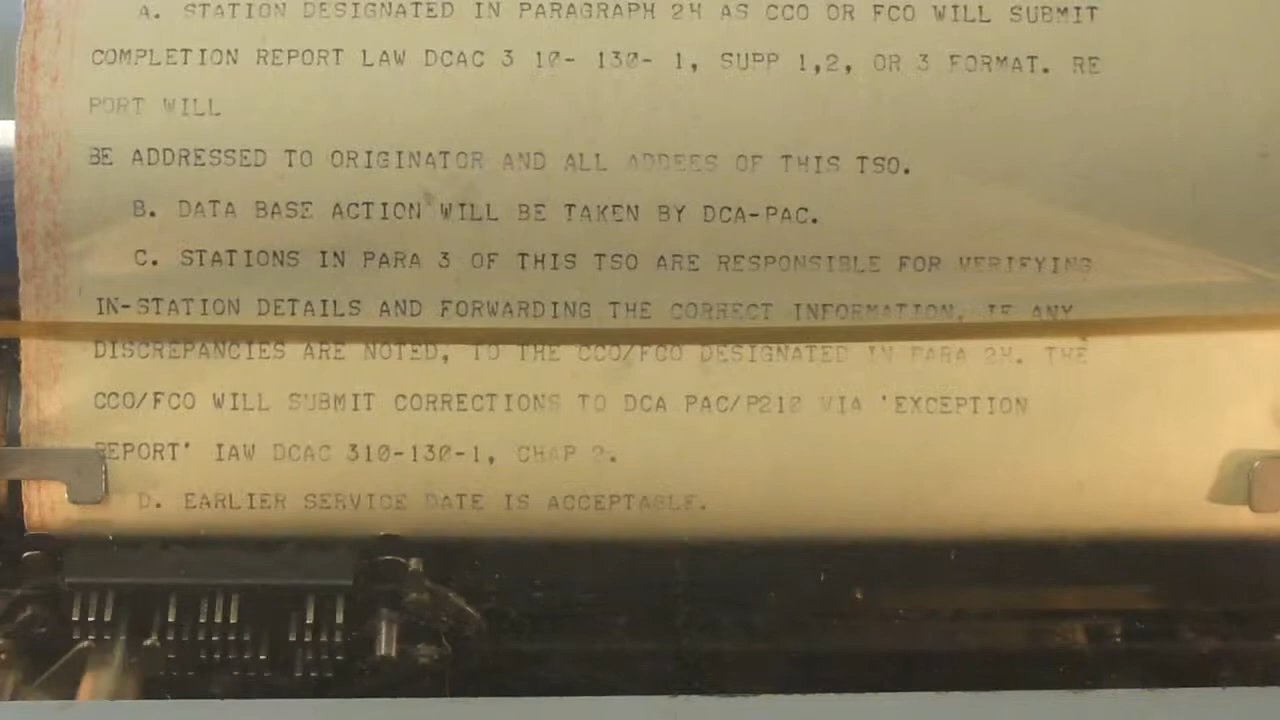 A. STATION DESIGNATED IN PARAGRAPH 2H AS CCO OR FCO WILL SUBMIT
COMPLETION REPORT LAW DCAC 3 10- 130- 1, SUPP 1,2, OR 3 FORMAT. RE
PORT WILL
BE ADDRESSED TO ORIGINATOR AND ALL ADDEES OF THIS TSO.
B. DATA BASE ACTION WILL BE TAKEN BY DCA-PAC.
C. STATIONS IN PARA 3 OF THIS TSO ARE RESPONSIBLE FOR VERIFYING
IN-STATION DETAILS AND FORWARDING THE CORRECT INFORMATION, IF ANY
DISCREPANCIES ARE NOTED, TO THE CCO/FCO DESIGNATED IN PARA 2H. THE
CCO/FCO WILL SUBMIT CORRECTIONS TO DCA PAC/P210 VIA 'EXCEPTION
REPORT' IAW DCAC 310-130-1, CHAP 2.
D. EARLIER SERVICE DATE IS ACCEPTABLE.